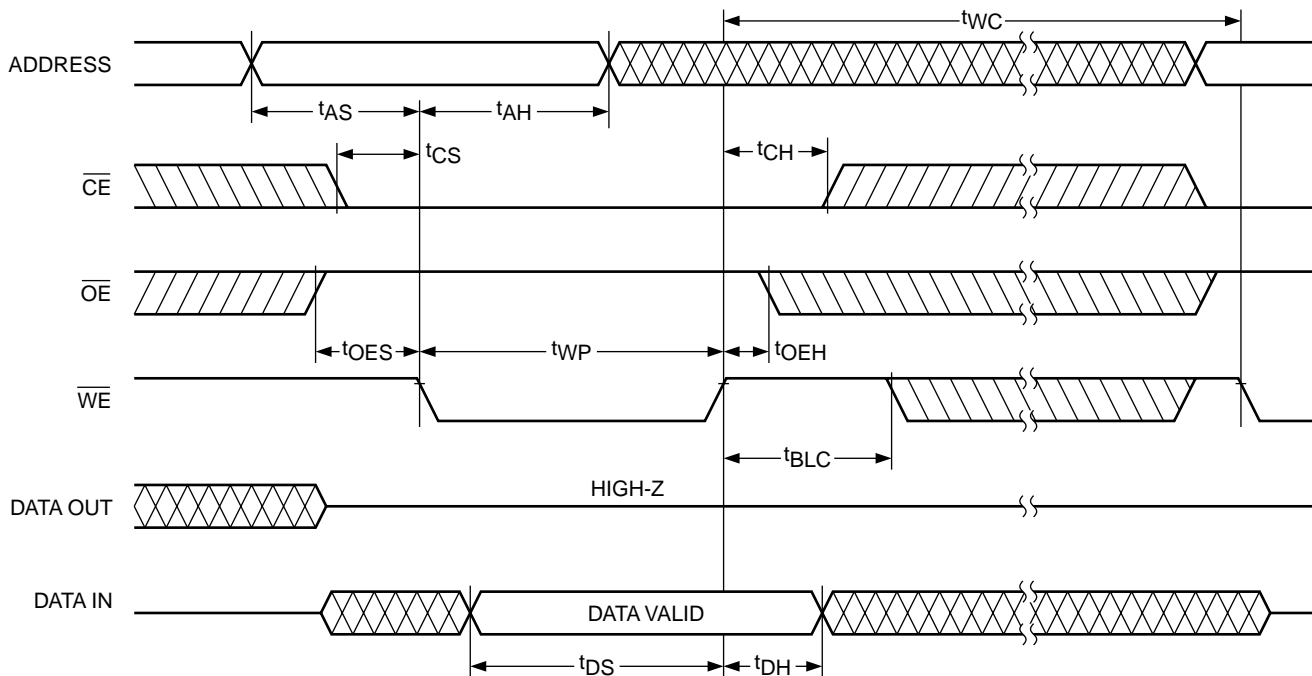 tWC
ADDRESS
tAS
tAH
tCS
tCH
CE
OE
tOES
tWP
tOEH
WE
tBLC
HIGH-Z
DATA OUT
DATA IN
DATA VALID
tDS
tDH